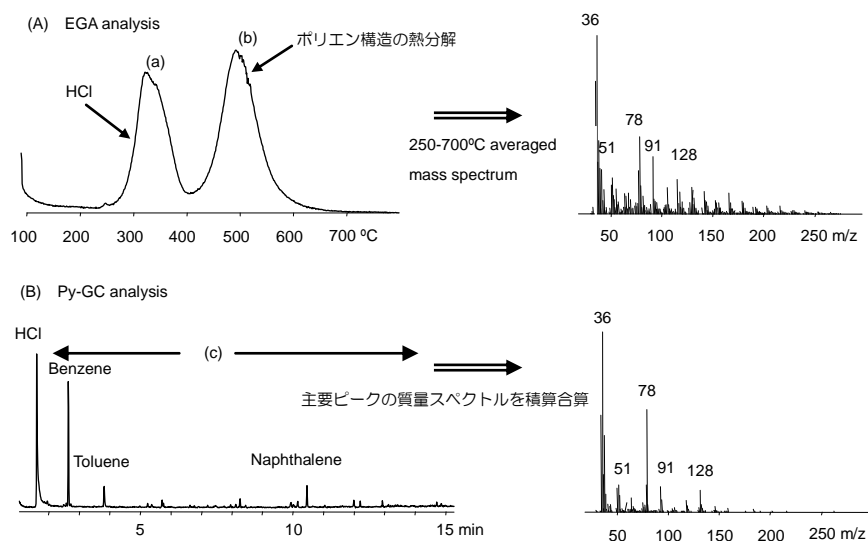 (A) EGA analysis
(a)
(b)
HCl
ポリエン構造の熱分解
100 200 300 400 500 600 700 ºC
250-700ºC averaged
mass spectrum
36
51
78
91
128
50 100 150 200 250 m/z
(B) Py-GC analysis
HCl
(c)
Benzene
Toluene
Naphthalene
5 10 15 min
主要ピークの質量スペクトルを積算合算
36
51
78
91
128
50 100 150 200 250 m/z